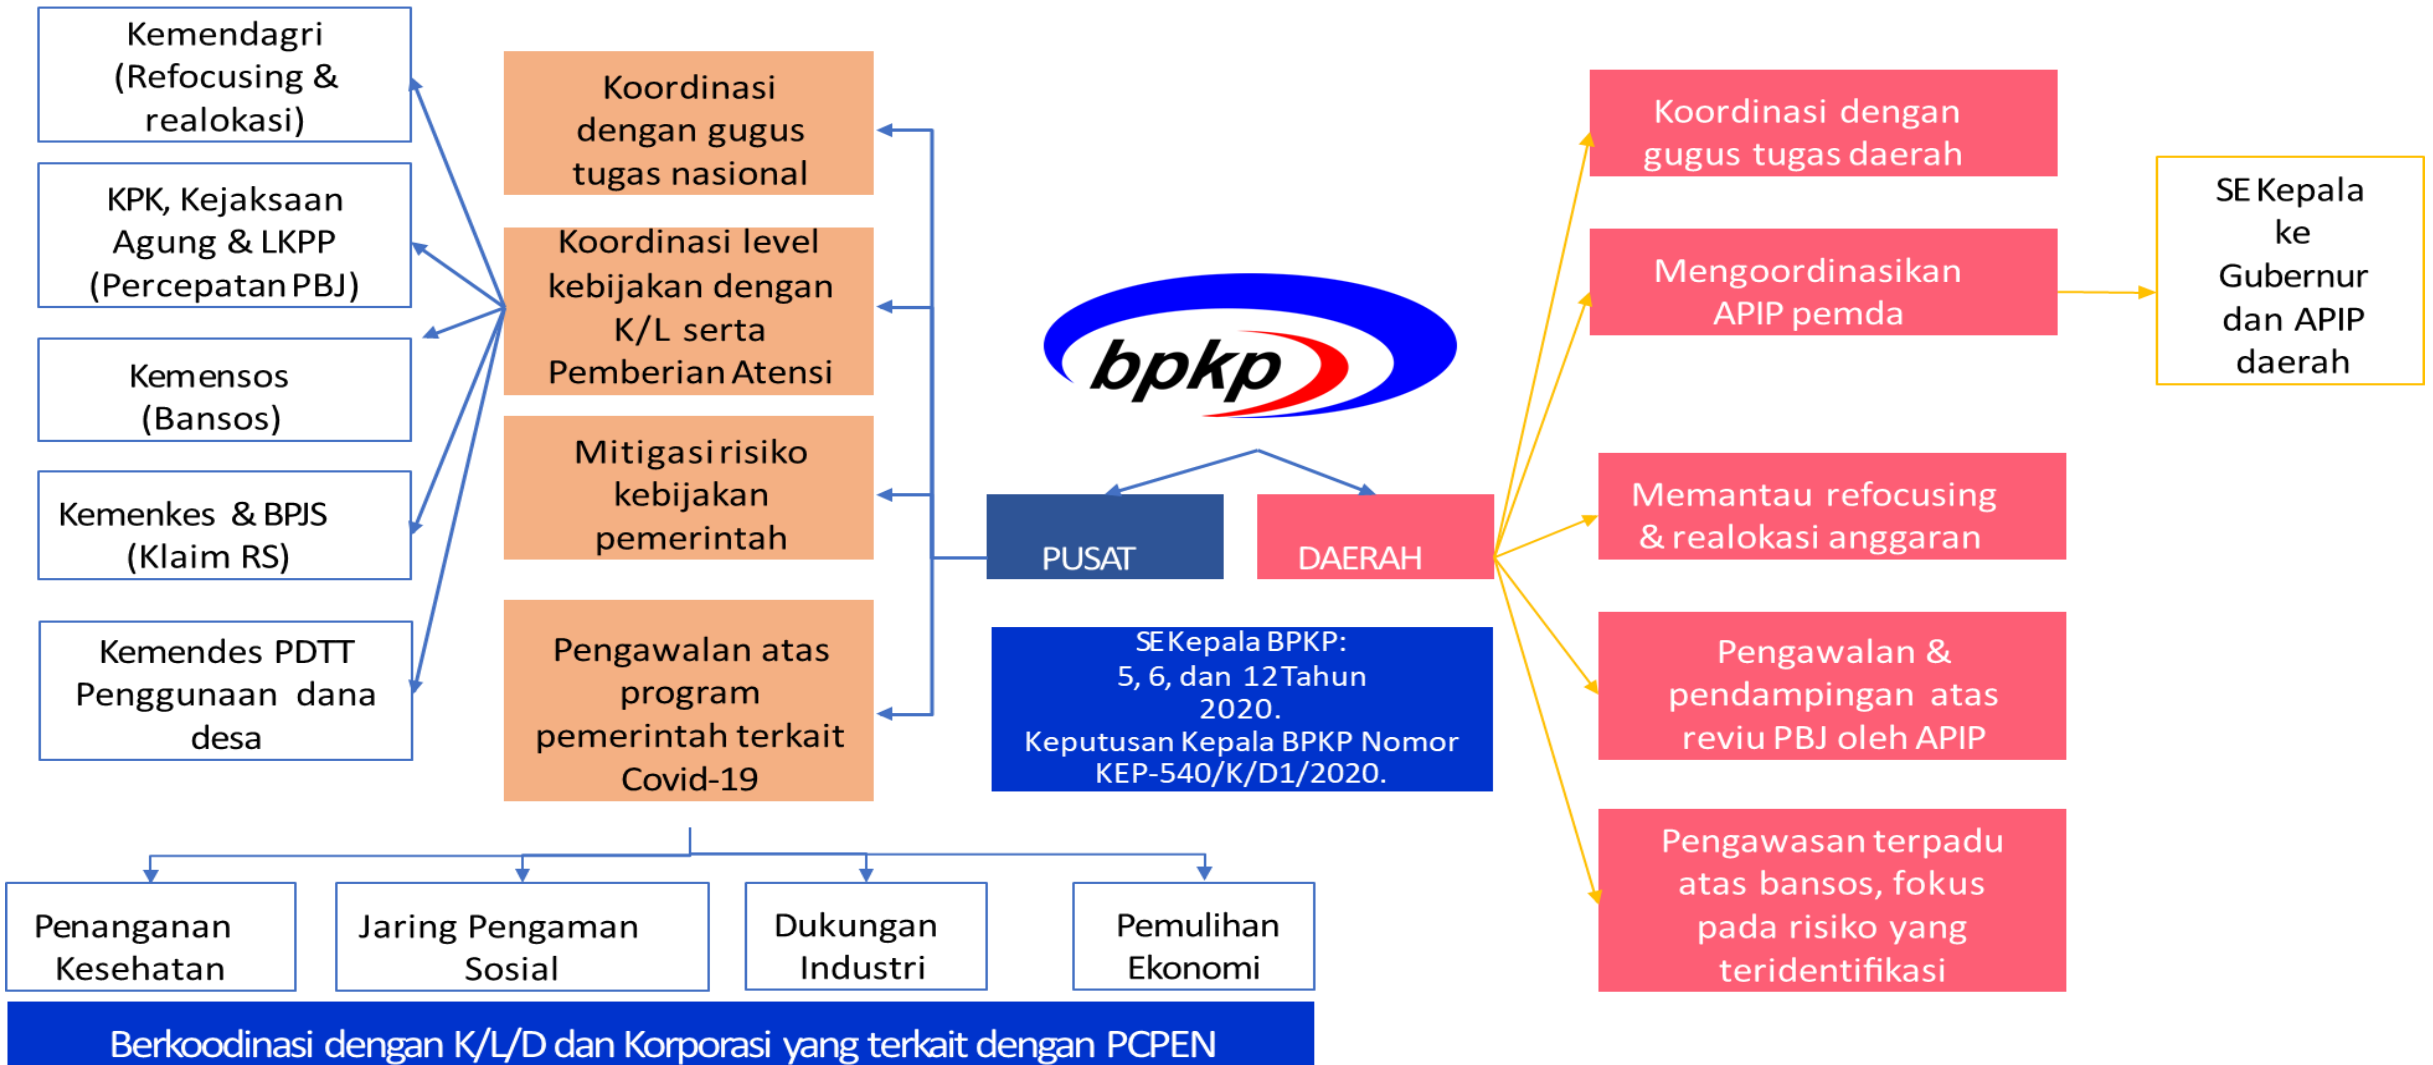 Kemendagri
(Refocusing &
realokasi)
KPK, Kejaksaan
Agung & LKPP
(Percepatan PBJ)
Kemensos
(Bansos)
Kemenkes & BPJS
(Klaim RS)
Kemendes PDTT
Penggunaan dana
desa
Koordinasi
dengan gugus
tugas nasional
Koordinasi level
kebijakan dengan
K/L serta
Pemberian Atensi
Mitigasi risiko
kebijakan
pemerintah
Pengawalan atas
program
pemerintah terkait
Covid-19
Penanganan
Kesehatan
Jaring Pengaman
Sosial
Dukungan
Industri
Pemulihan
Ekonomi
Berkoodinasi dengan K/L/D dan Korporasi yang terkait dengan PCPEN
bpkp
PUSAT
DAERAH
SE Kepala BPKP:
5, 6, dan 12 Tahun
2020.
Keputusan Kepala BPKP Nomor
KEP-540/K/D1/2020.
Koordinasi dengan
gugus tugas daerah
Mengoordinasikan
APIP pemda
Memantau refocusing
& realokasi anggaran
Pengawalan &
pendampingan atas
reviu PBJ oleh APIP
Pengawasan terpadu
atas bansos, fokus
pada risiko yang
teridentifikasi
SE Kepala
ke
Gubernur
dan APIP
daerah